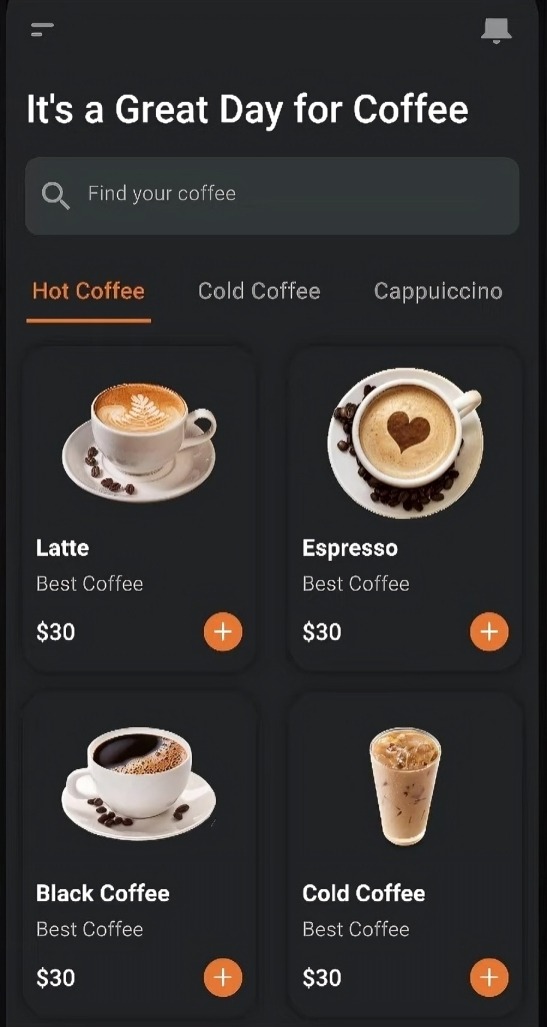 It's a Great Day for Coffee
Find your coffee
Hot Coffee Cold Coffee Cappuiccino
Latte
Best Coffee
$30
Espresso
Best Coffee
$30
Black Coffee
Best Coffee
$30
Cold Coffee
Best Coffee
$30